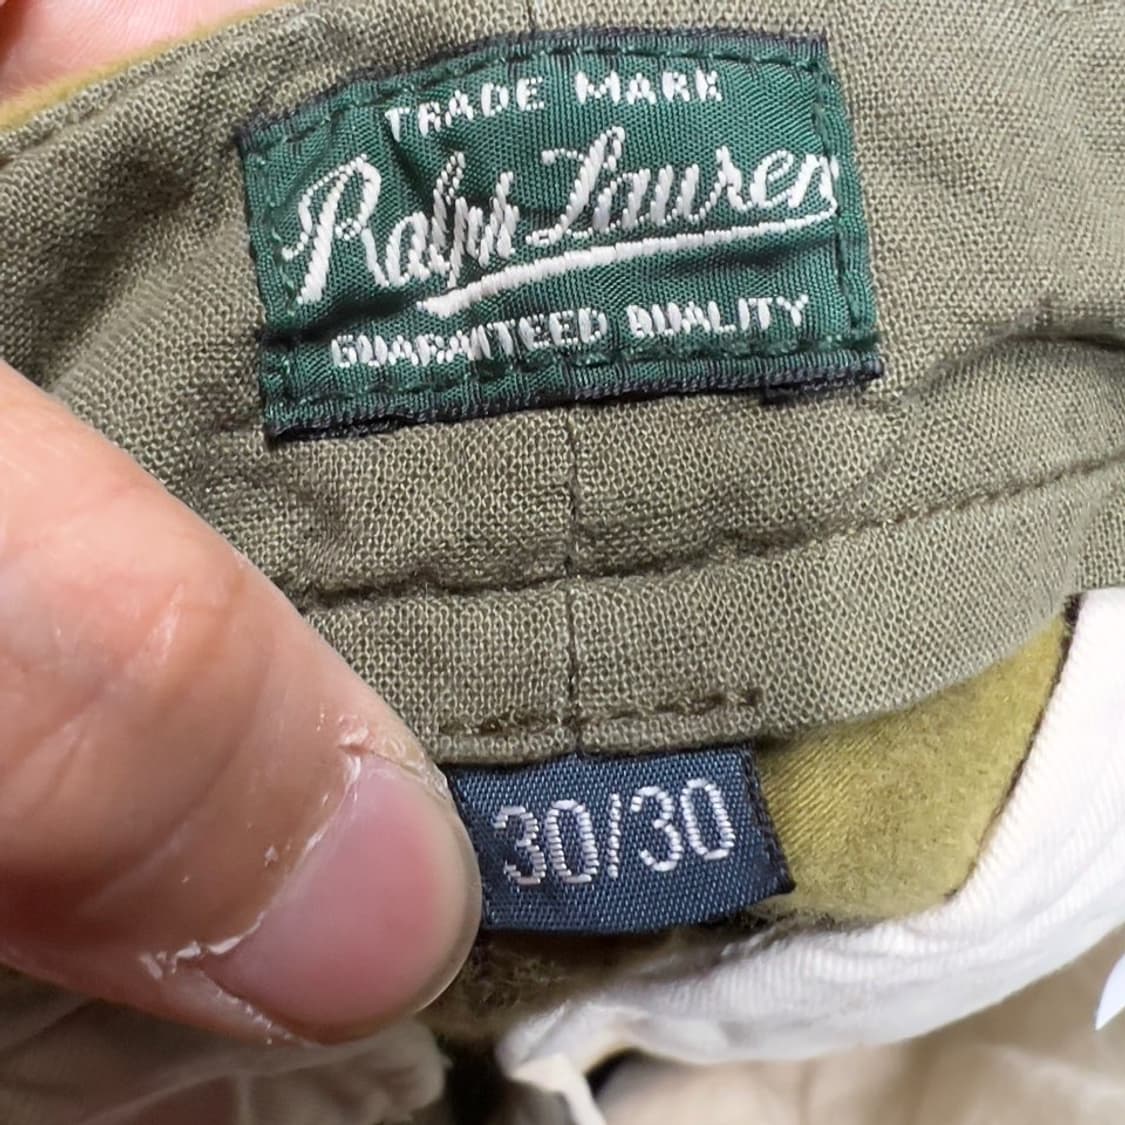 TRADE MARK
Ralph Lauren
GUARANTEED QUALITY
30/30